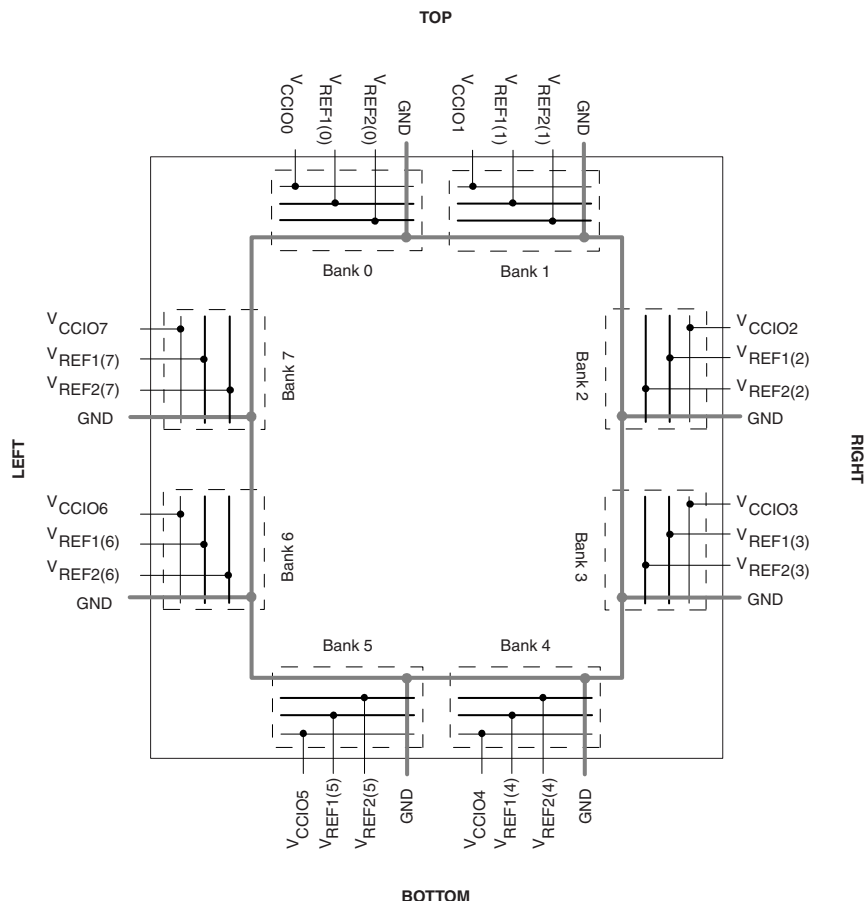 TOP
VCCIO0
VREF1(0)
VREF2(0)
GND
VCCIO1
VREF1(1)
VREF2(1)
GND
Bank 0
Bank 1
VCCIO7
VREF1(7)
VREF2(7)
GND
Bank 7
Bank 2
VCCIO2
VREF1(2)
VREF2(2)
GND
LEFT
RIGHT
VCCIO6
VREF1(6)
VREF2(6)
GND
Bank 6
Bank 3
VCCIO3
VREF1(3)
VREF2(3)
GND
Bank 5
Bank 4
VCCIO5
VREF1(5)
VREF2(5)
GND
VCCIO4
VREF1(4)
VREF2(4)
GND
BOTTOM